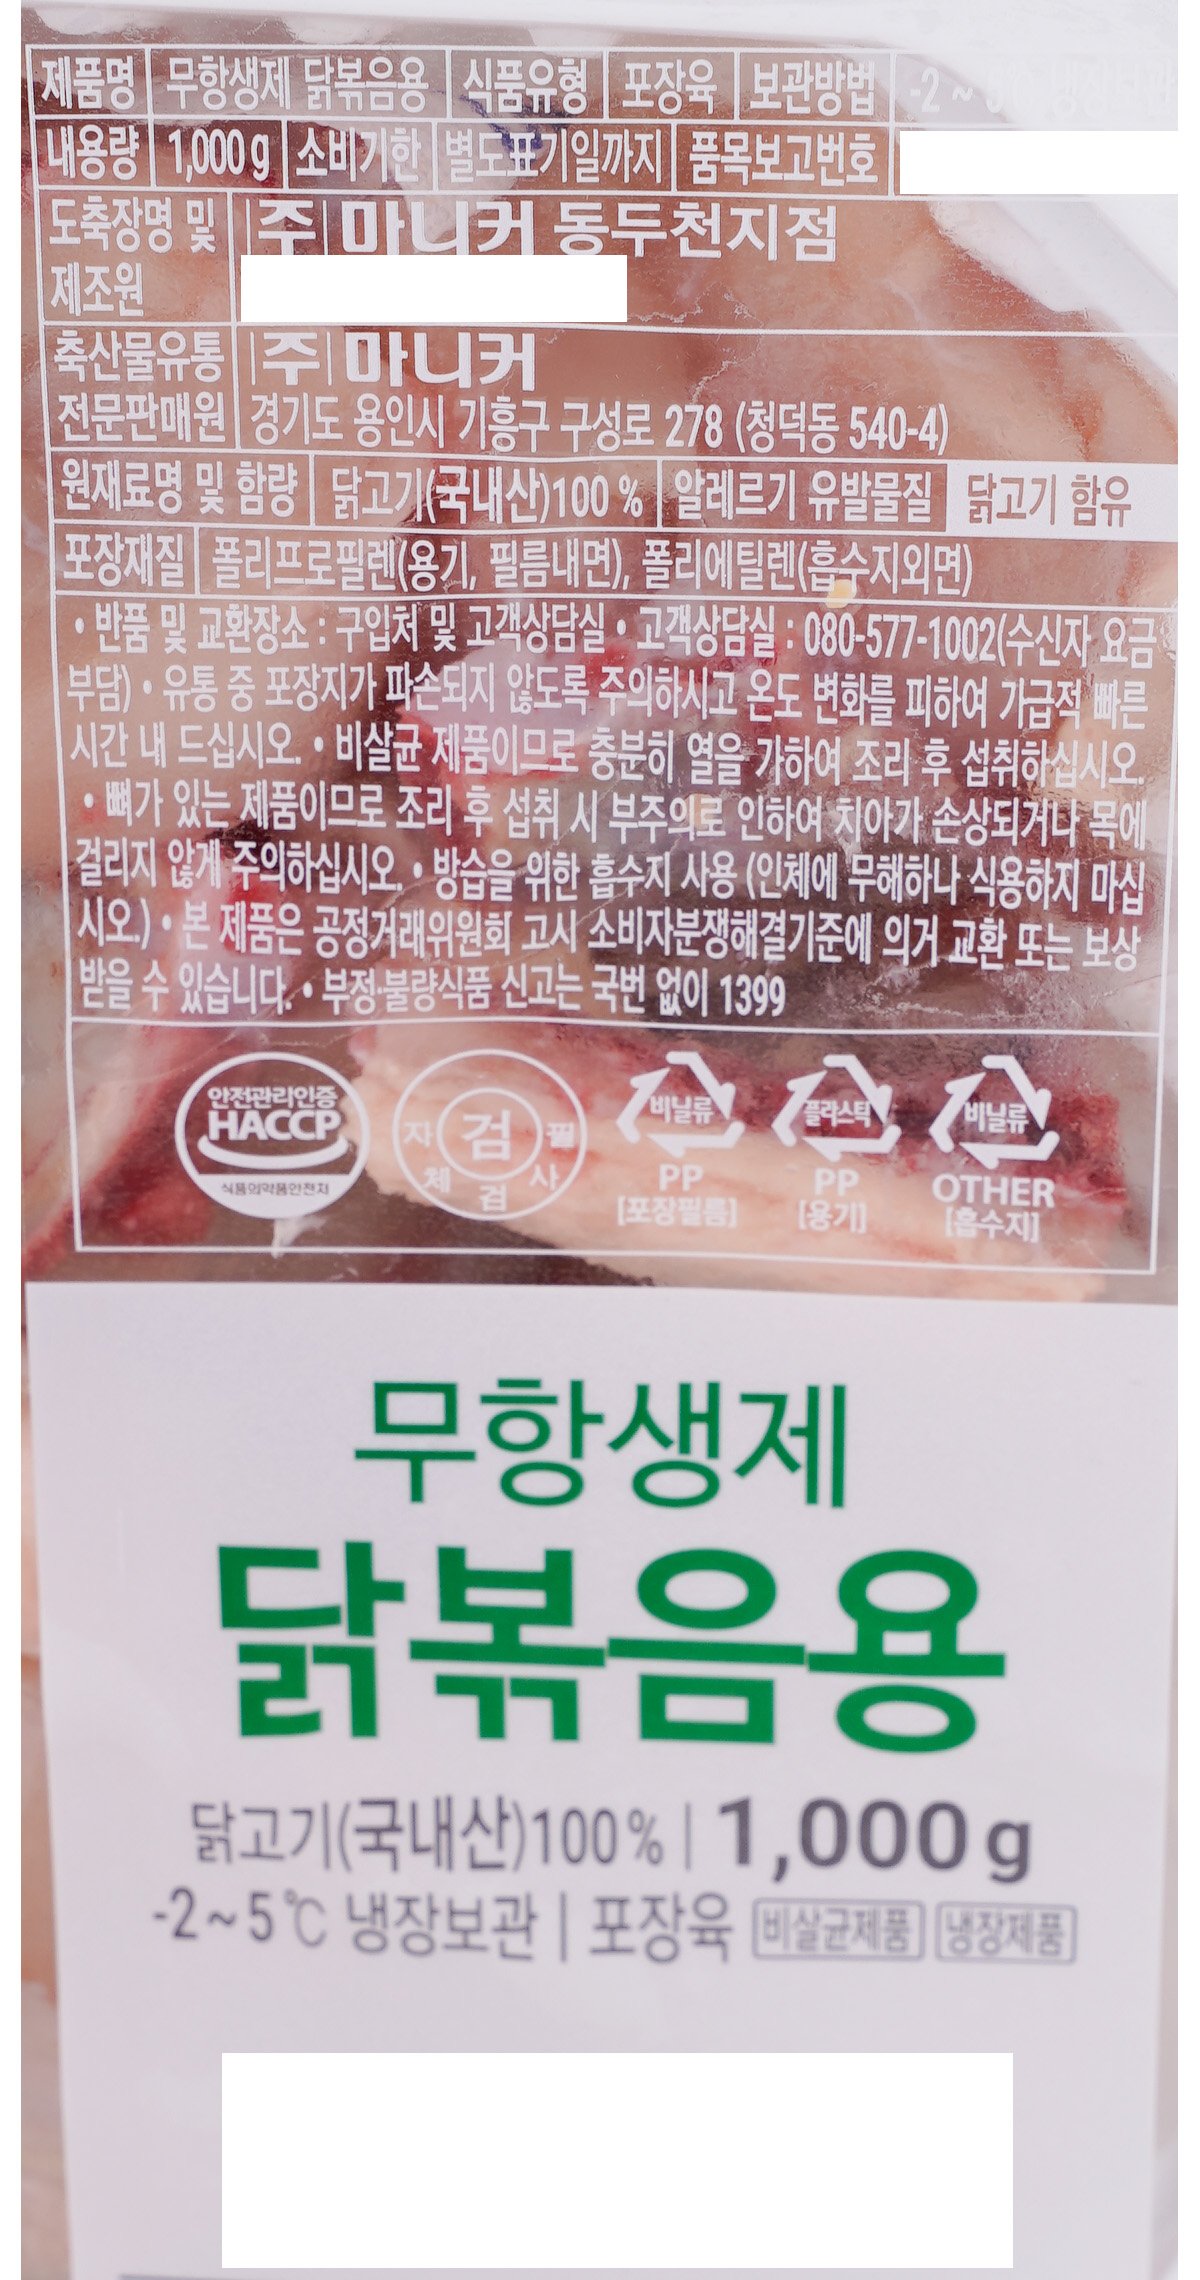 제품명 무항생제 닭볶음용 식품유형 포장육 보관방법 -2 ~
내용량 1,000 g 소비기한 별도표기일까지 품목보고번호
도축장명 및 제조원 |주| 마니커 동두천지점
축산물유통전문판매원 |주| 마니커
경기도 용인시 기흥구 구성로 278 (청덕동 540-4)
원재료명 및 함량 닭고기(국내산)100 % 알레르기 유발물질 닭고기 함유
포장재질 폴리프로필렌(용기, 필름내면), 폴리에틸렌(흡수지외면)
• 반품 및 교환장소 : 구입처 및 고객상담실 • 고객상담실 : 080-577-1002(수신자 요금
부담) • 유통 중 포장지가 파손되지 않도록 주의하시고 온도 변화를 피하여 가급적 빠른
시간 내 드십시오. • 비살균 제품이므로 충분히 열을 가하여 조리 후 섭취하십시오.
• 뼈가 있는 제품이므로 조리 후 섭취 시 부주의로 인하여 치아가 손상되거나 목에
걸리지 않게 주의하십시오. • 방습을 위한 흡수지 사용 (인체에 무해하나 식용하지 마십
시오.) • 본 제품은 공정거래위원회 고시 소비자분쟁해결기준에 의거 교환 또는 보상
받을 수 있습니다. • 부정·불량식품 신고는 국번 없이 1399
안전관리인증
HACCP
식품의약품안전처
검
자체검사필
비닐류 플라스틱 비닐류
PP PP OTHER
[포장필름] [용기] [흡수지]
무항생제
닭볶음용
닭고기(국내산)100% | 1,000 g
-2~5℃ 냉장보관 | 포장육 비살균제품 냉장제품